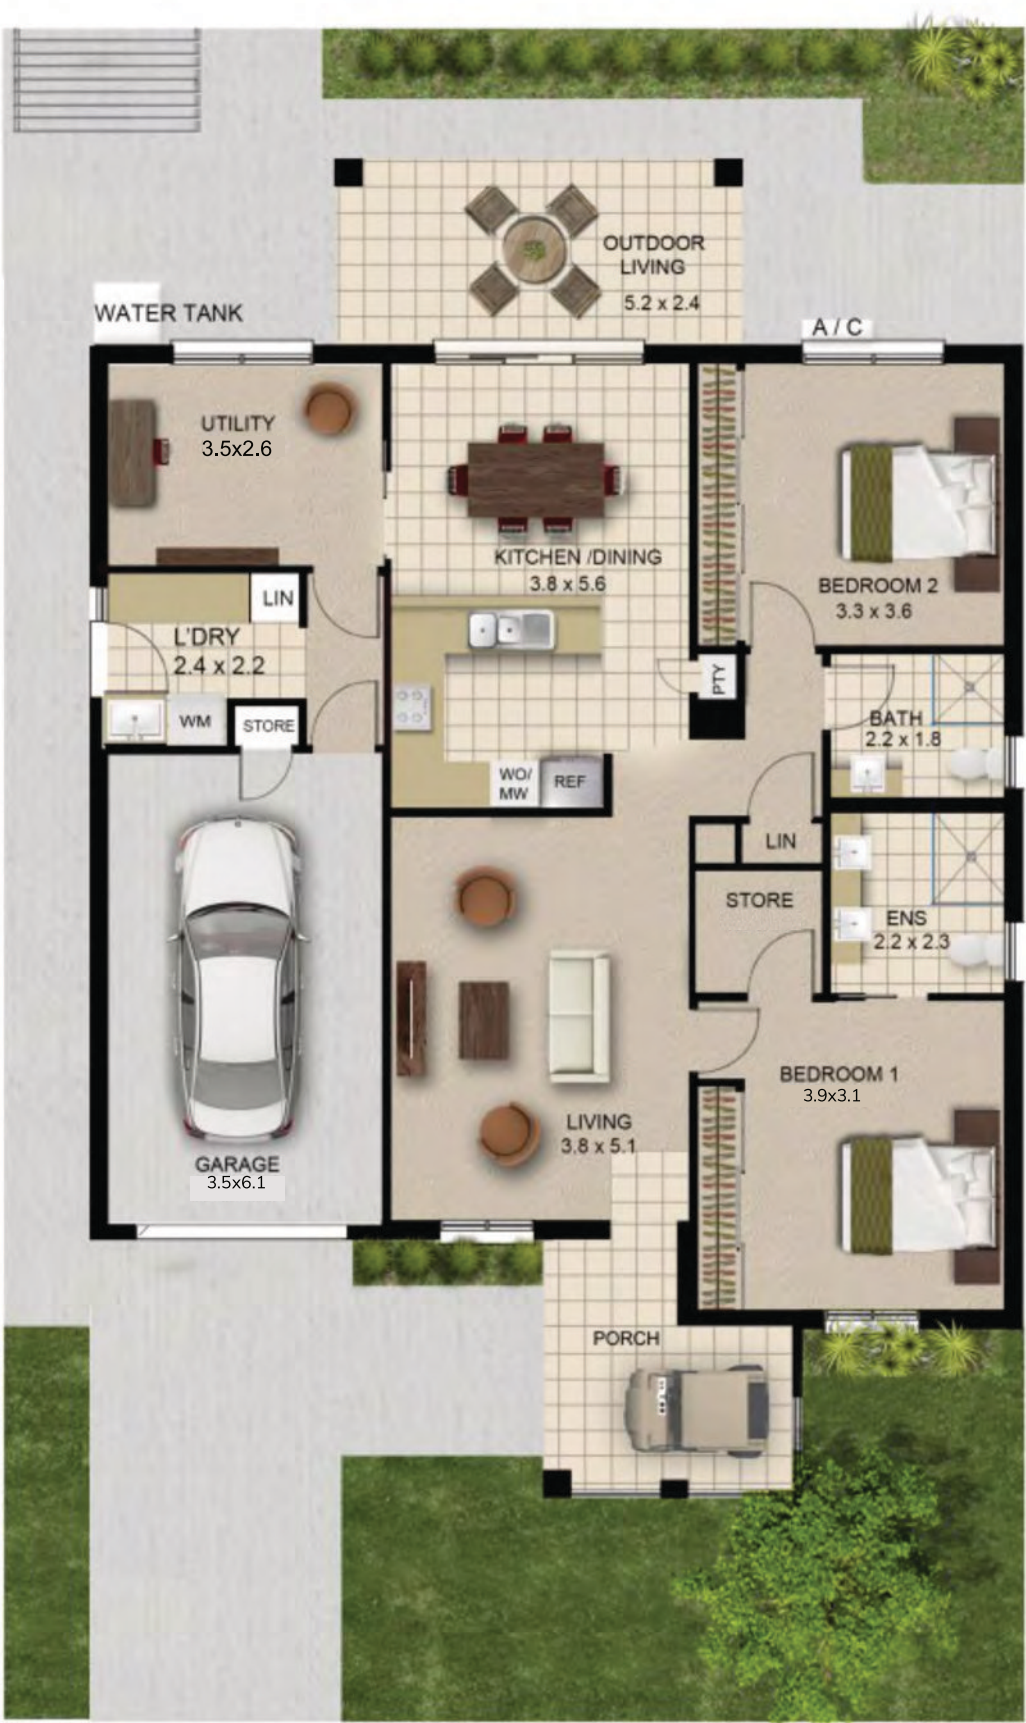 OUTDOOR
LIVING
5.2 x 2.4
WATER TANK
A / C
UTILITY
3.5x2.6
KITCHEN /DINING
3.8 x 5.6
BEDROOM 2
3.3 x 3.6
LIN
L'DRY
2.4 x 2.2
WM
STORE
PTY
BATH
2.2 x 1.8
WO/
MW
REF
LIN
STORE
ENS
2.2 x 2.3
BEDROOM 1
3.9x3.1
LIVING
3.8 x 5.1
GARAGE
3.5x6.1
PORCH